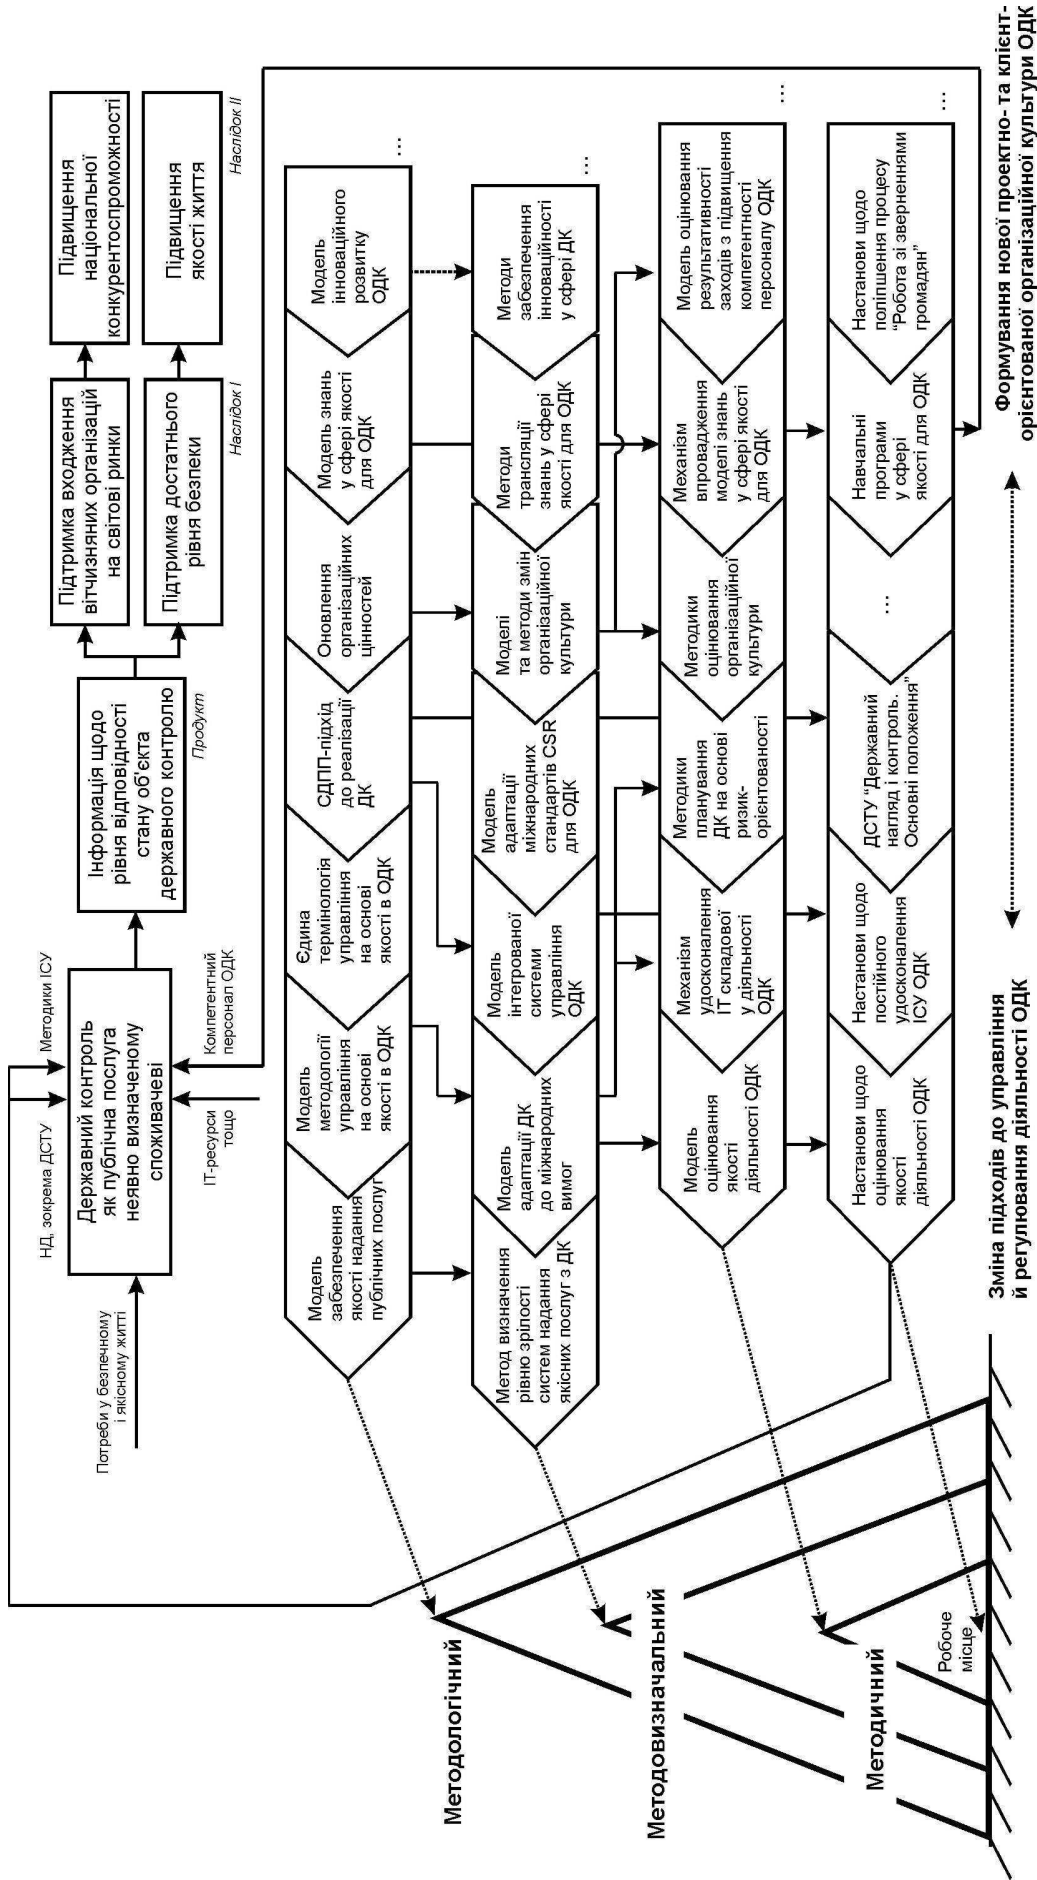 НД, зокрема ДСТУ
Методики ІСУ
Потреби у безпечному
і якісному житті
Державний контроль
як публічна послуга
неявно визначеному
споживачеві
ІТ-ресурси
тощо
Компетентний
персонал ОДК
Інформація щодо
рівня відповідності
стану об'єкта
державного контролю
Продукт
Підтримка входження
вітчизняних організацій
на світові ринки
Підтримка достатнього
рівня безпеки
Наслідок I
Підвищення
національної
конкурентоспроможності
Підвищення
якості життя
Наслідок II
Методологічний
Модель
забезпечення
якості надання
публічних послуг
Модель
методології
управління
на основі
якості в ОДК
Єдина
термінологія
управління
на основі
якості в ОДК
СДПП-підхід
до реалізації
ДК
Оновлення
організаційних
цінностей
Модель знань
у сфері якості
для ОДК
Модель
інноваційного
розвитку
ОДК
...
Методовизначальний
Метод визначення
рівню зрілості
систем надання
якісних послуг з ДК
Модель
адаптації ДК
до міжнародних
вимог
Модель
інтегрованої
системи
управління
ОДК
Модель
адаптації
міжнародних
стандартів CSR
для ОДК
Моделі
та методи змін
організаційної
культури
Методи
трансляції
знань у сфері
якості для ОДК
Методи
забезпечення
інноваційності
у сфері ДК
...
Методичний
Модель
оцінювання
якості
діяльності ОДК
Механізм
удосконалення
ІТ складової
у діяльності
ОДК
Методики
планування
ДК на основі
ризик-
орієнтованості
Методики
оцінювання
організаційної
культури
Механізм
впровадження
моделі знань
у сфері якості
для ОДК
Модель оцінювання
результативності
заходів з підвищення
компетентності
персоналу ОДК
...
Робоче
місце
Настанови щодо
оцінювання
якості
діяльності ОДК
Настанови щодо
постійного
удосконалення
ІСУ ОДК
ДСТУ “Державний
нагляд і контроль.
Основні положення”
...
Навчальні
програми
у сфері
якості для ОДК
Настанови щодо
поліпшення процесу
“Робота зі зверненнями
громадян”
...
Зміна підходів до управління
й регулювання діяльності ОДК
Формування нової проектно- та клієнт-
орієнтованої організаційної культури ОДК